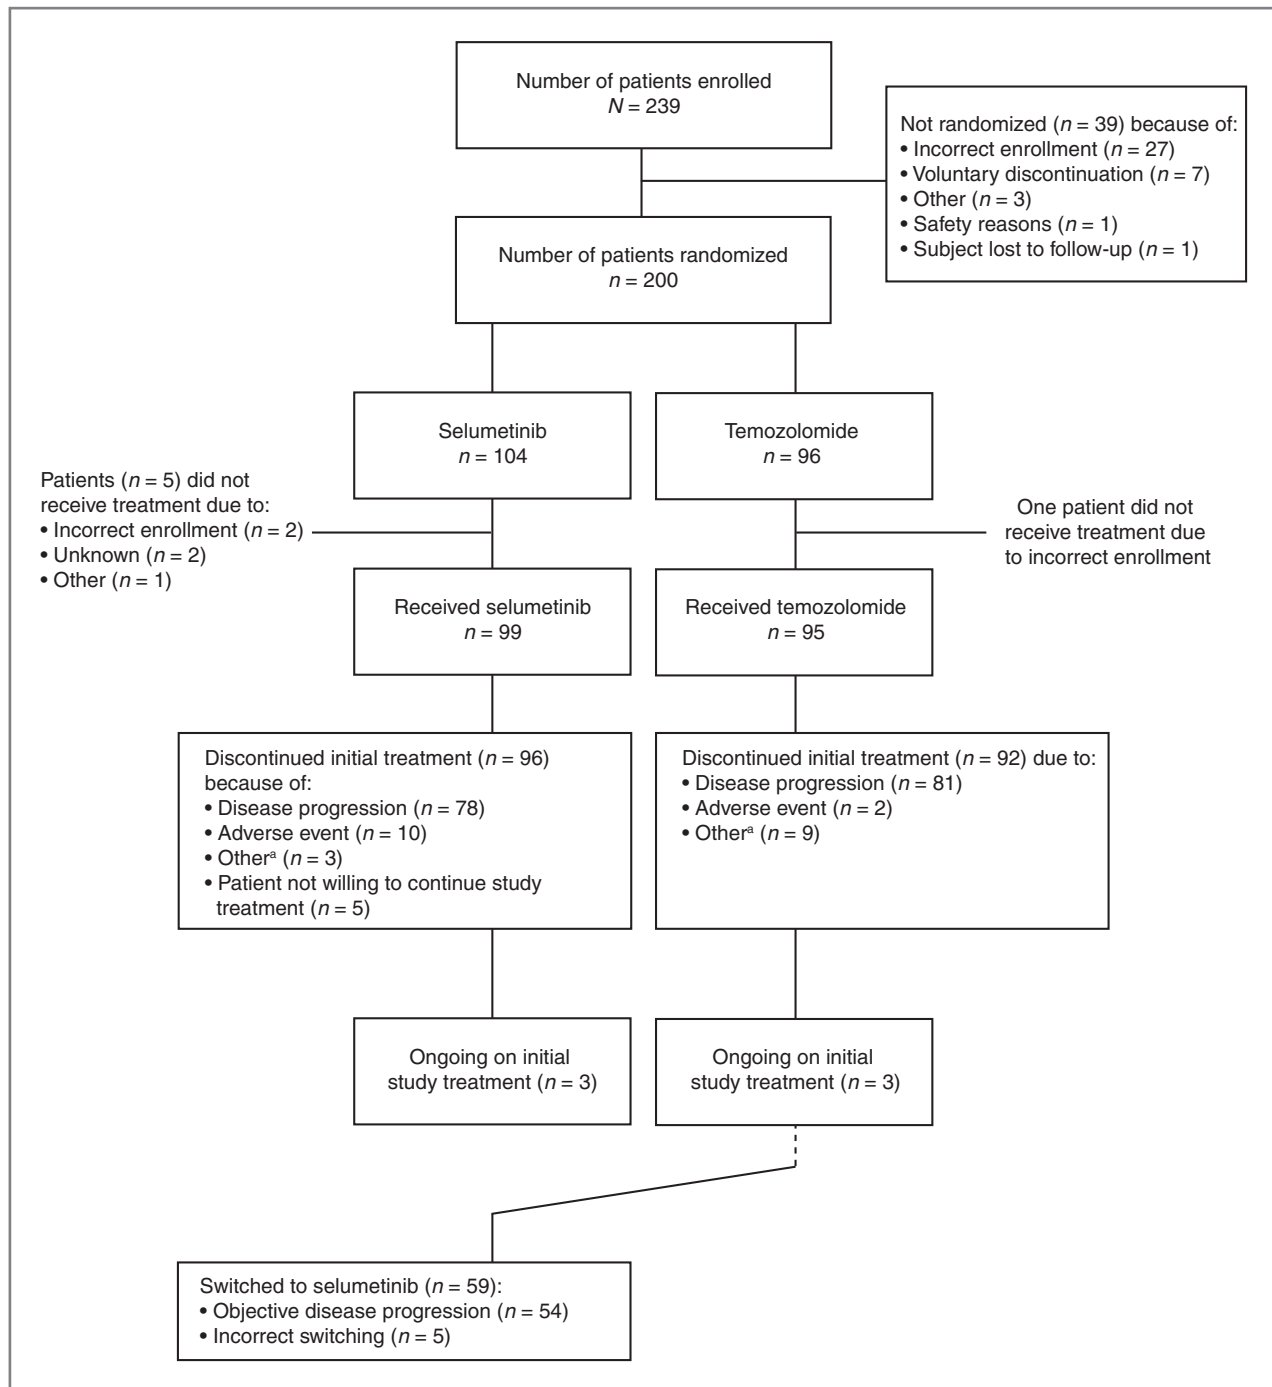 Number of patients enrolled
N = 239
Not randomized (n = 39) because of:
• Incorrect enrollment (n = 27)
• Voluntary discontinuation (n = 7)
• Other (n = 3)
• Safety reasons (n = 1)
• Subject lost to follow-up (n = 1)
Number of patients randomized
n = 200
Selumetinib
n = 104
Temozolomide
n = 96
Patients (n = 5) did not
receive treatment due to:
• Incorrect enrollment (n = 2)
• Unknown (n = 2)
• Other (n = 1)
One patient did not
receive treatment due
to incorrect enrollment
Received selumetinib
n = 99
Received temozolomide
n = 95
Discontinued initial treatment (n = 96)
because of:
• Disease progression (n = 78)
• Adverse event (n = 10)
• Otherᵃ (n = 3)
• Patient not willing to continue study
treatment (n = 5)
Discontinued initial treatment (n = 92) due to:
• Disease progression (n = 81)
• Adverse event (n = 2)
• Otherᵃ (n = 9)
Ongoing on initial
study treatment (n = 3)
Ongoing on initial
study treatment (n = 3)
Switched to selumetinib (n = 59):
• Objective disease progression (n = 54)
• Incorrect switching (n = 5)